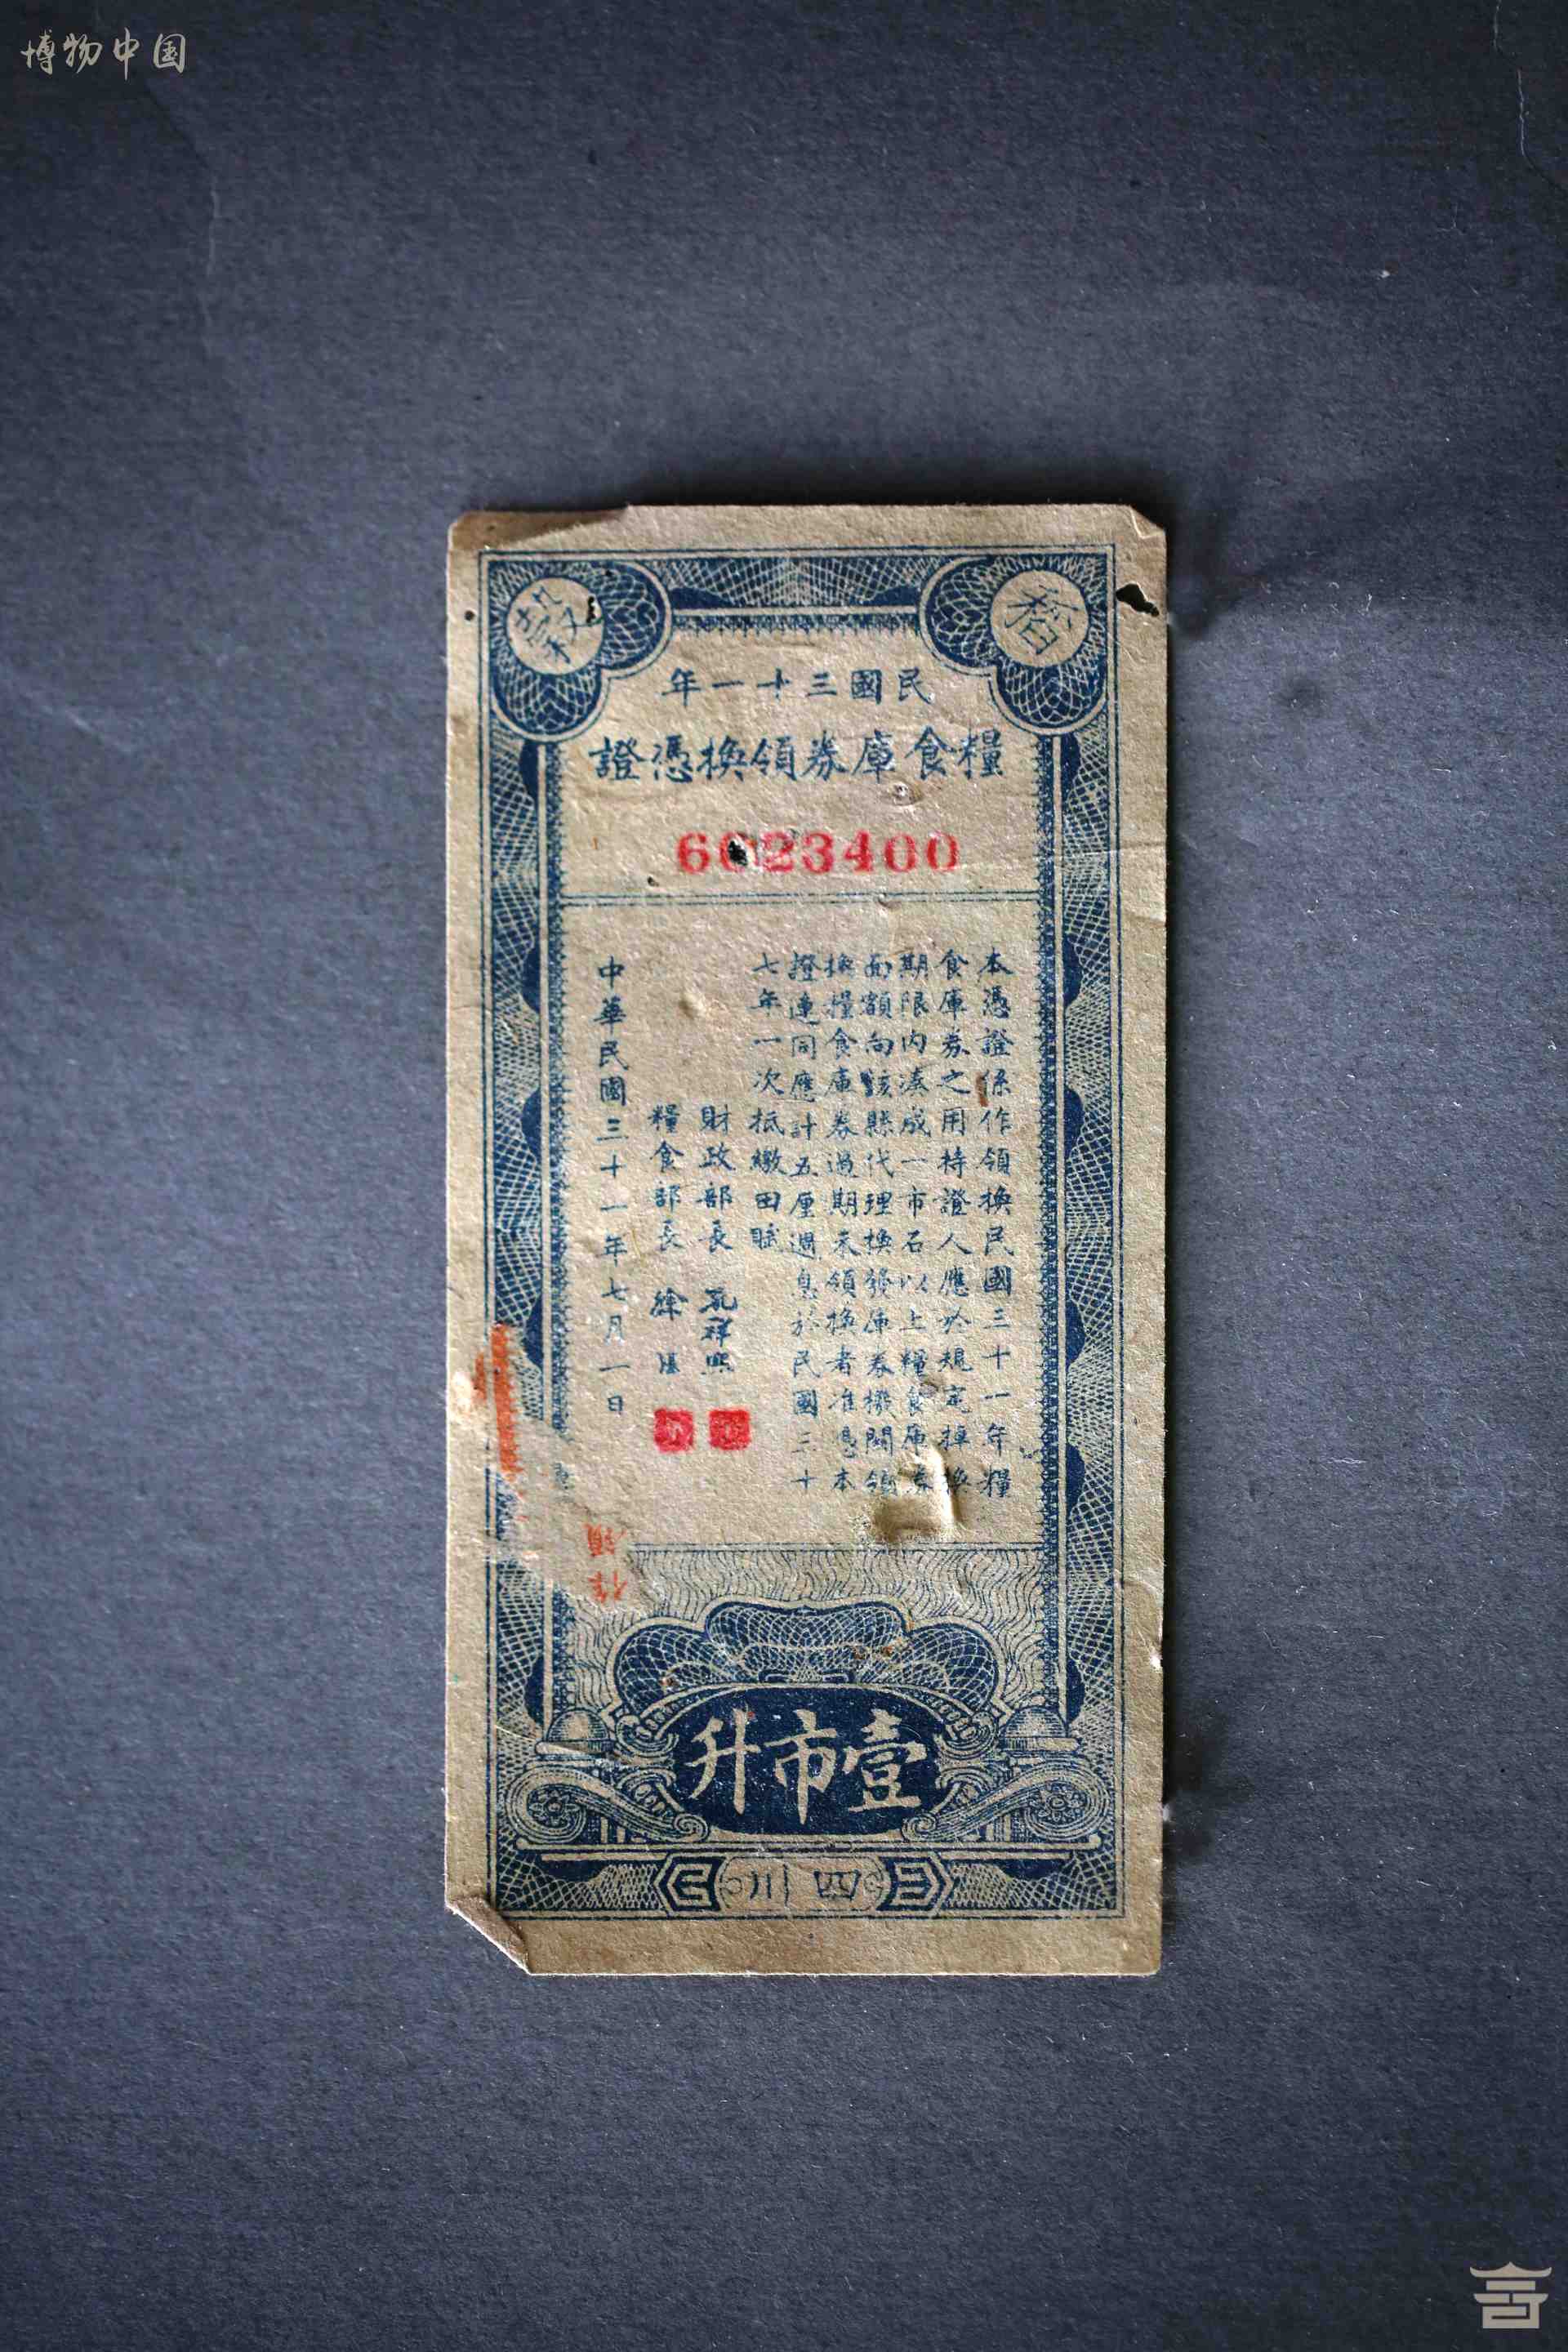 博物中国
稻
穀
民國三十一年
糧食庫券領換憑證
6023400
本憑證係作領換民國三十一年糧
食庫券之用持證人應於規定掉換
期限内湊成一市石以上糧食庫券
面額向該縣代理換發庫券機關領
換糧食庫券過期未領換者准憑本
證連同應計五厘週息於民國三十
七年一次抵繳田賦
財政部長 孔祥熙
糧食部長 徐堪
中華民國三十一年七月一日
作領
壹市升
四川